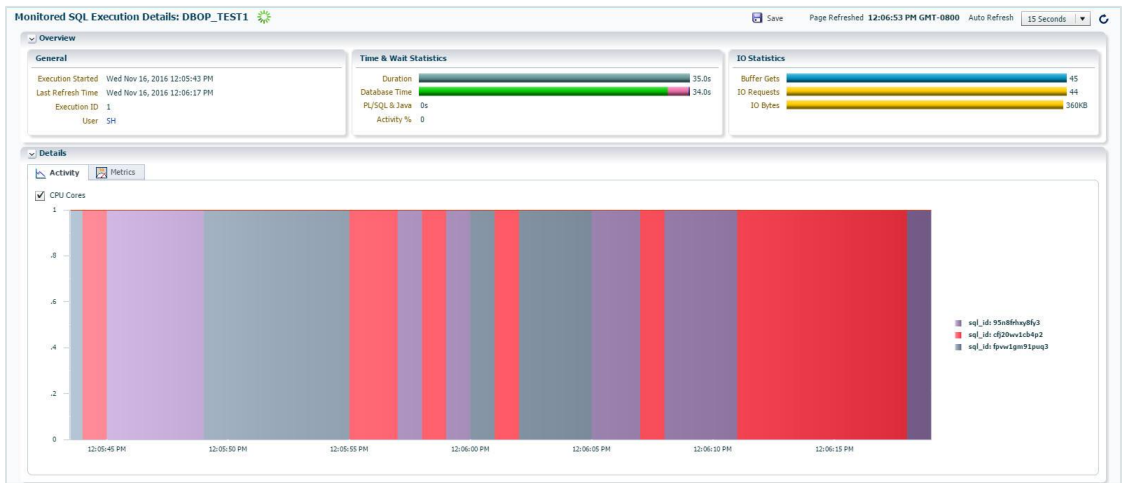 Monitored SQL Execution Details: DBOP_TEST1
Save
Page Refreshed 12:06:53 PM GMT-0800
Auto Refresh
15 Seconds
Overview
General
Execution Started Wed Nov 16, 2016 12:05:43 PM
Last Refresh Time Wed Nov 16, 2016 12:06:17 PM
Execution ID 1
User SH
Time & Wait Statistics
Duration 35.0s
Database Time 34.0s
PL/SQL & Java 0s
Activity % 0
IO Statistics
Buffer Gets 45
IO Requests 44
IO Bytes 360KB
Details
Activity
Metrics
CPU Cores
1
.8
.6
.4
.2
0
12:05:45 PM
12:05:50 PM
12:05:55 PM
12:06:00 PM
12:06:05 PM
12:06:10 PM
12:06:15 PM
sql_id: 95n8frhxy8fy3
sql_id: cfj20wv1cb4p2
sql_id: fpvw1gm91puq3